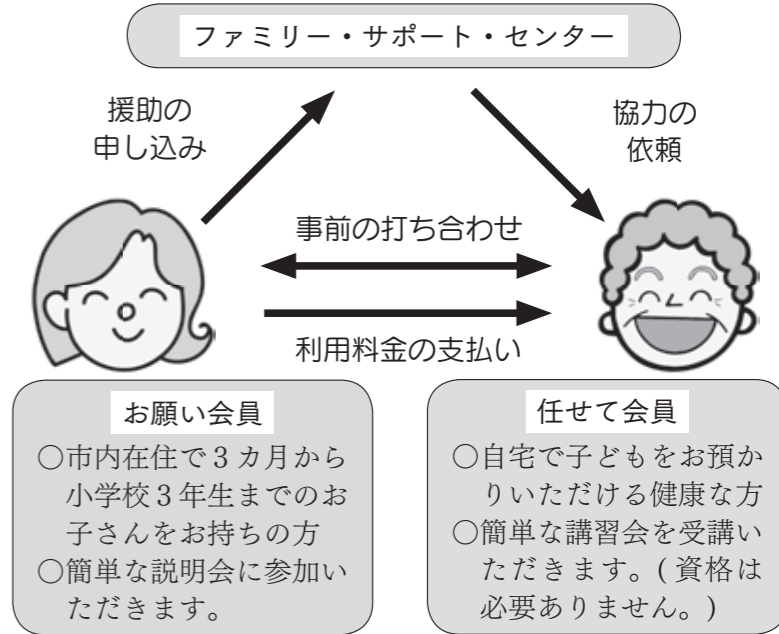 ファミリー・サポート・センター
援助の
申し込み
協力の
依頼
事前の打ち合わせ
利用料金の支払い
お願い会員
○市内在住で3カ月から
小学校3年生までのお
子さんをお持ちの方
○簡単な説明会に参加い
ただきます。
任せて会員
○自宅で子どもをお預か
りいただける健康な方
○簡単な講習会を受講い
ただきます。(資格は
必要ありません。)